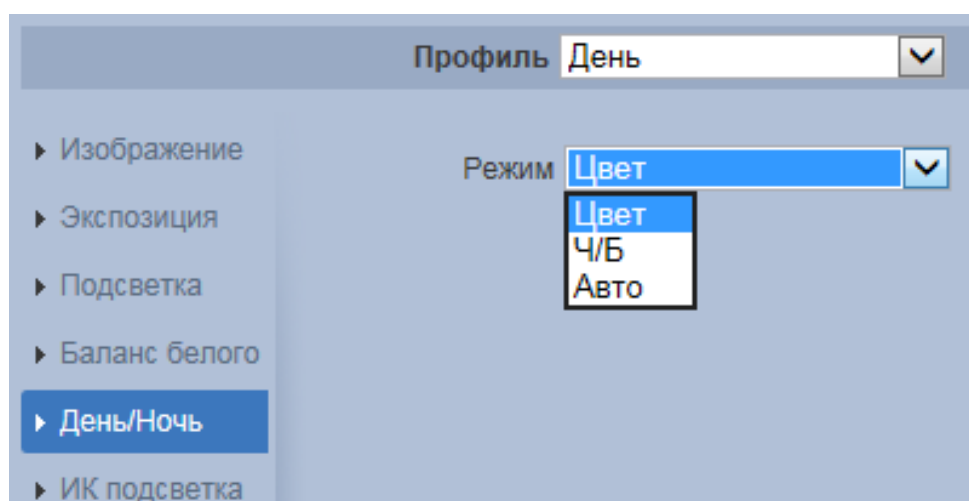 Профиль День
Изображение
Режим Цвет
Цвет
Экспозиция
Ч/Б
Авто
Подсветка
Баланс белого
День/Ночь
ИК подсветка